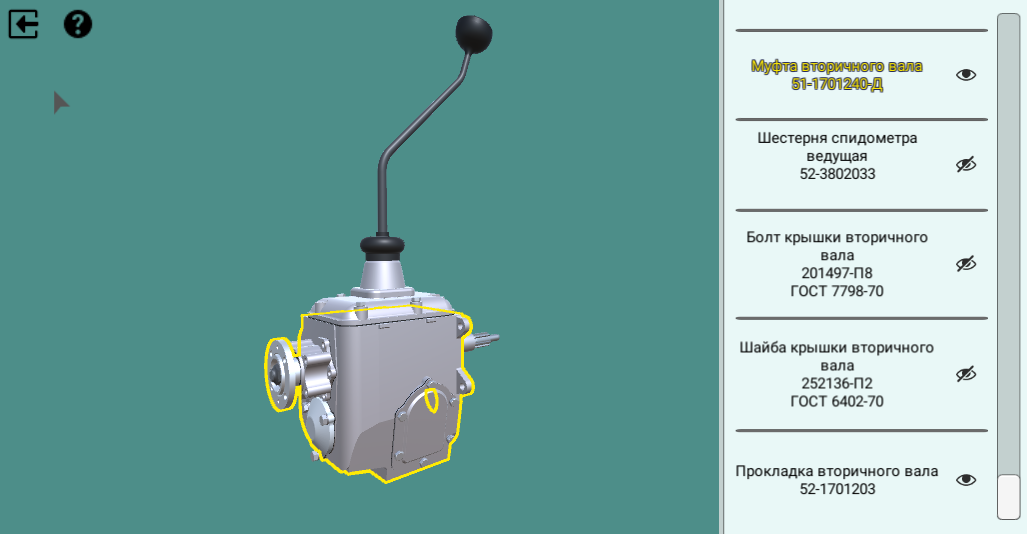 ?
Муфта вторичного вала
51-1701240-Д
Шестерня спидометра
ведущая
52-3802033
Болт крышки вторичного
вала
201497-П8
ГОСТ 7798-70
Шайба крышки вторичного
вала
252136-П2
ГОСТ 6402-70
Прокладка вторичного вала
52-1701203